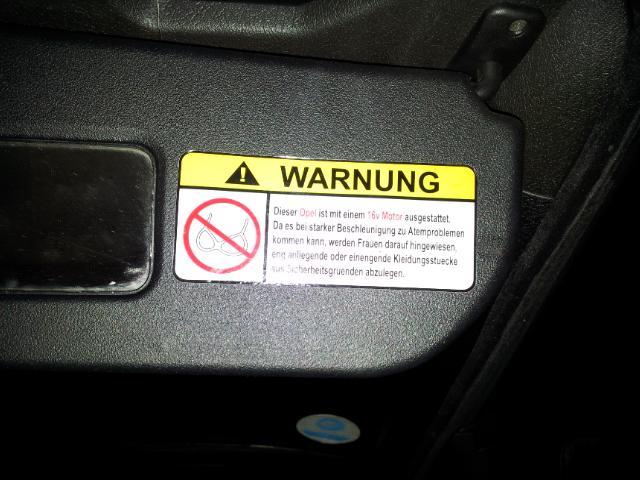 WARNUNG
Dieser Opel ist mit einem 16v Motor ausgestattet.
Da es bei starker Beschleunigung zu Atemproblemen
kommen kann, werden Frauen darauf hingewiesen,
eng anliegende oder einengende Kleidungsstuecke
aus Sicherheitsgruenden abzulegen.